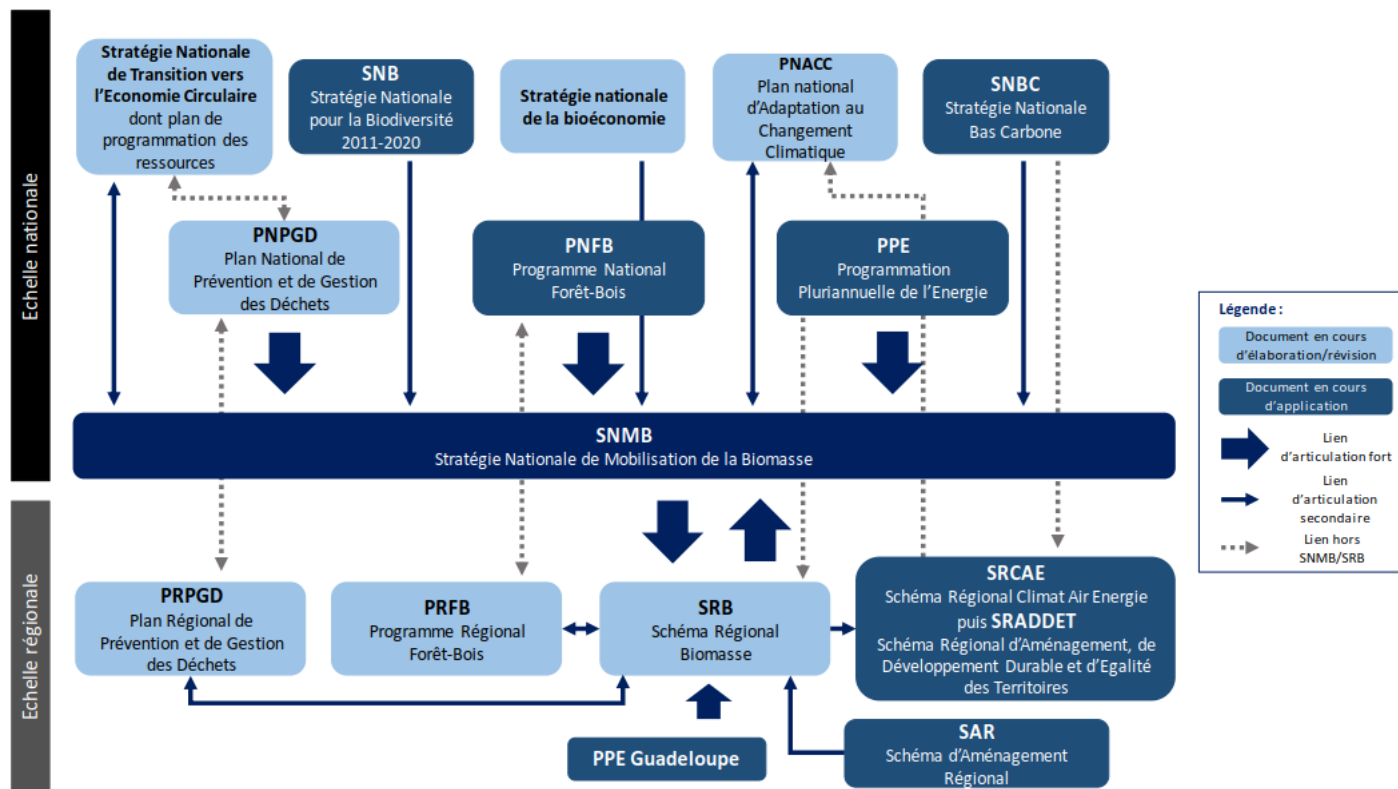 Echelle nationale
Stratégie Nationale
de Transition vers
l’Economie Circulaire
dont plan de
programmation des
ressources
SNB
Stratégie Nationale
pour la Biodiversité
2011-2020
Stratégie nationale
de la bioéconomie
PNACC
Plan national
d’Adaptation au
Changement
Climatique
SNBC
Stratégie Nationale
Bas Carbone
PNPGD
Plan National de
Prévention et de Gestion
des Déchets
PNFB
Programme National
Forêt-Bois
PPE
Programmation
Pluriannuelle de l’Energie
SNMB
Stratégie Nationale de Mobilisation de la Biomasse
Echelle régionale
PRPGD
Plan Régional de
Prévention et de Gestion
des Déchets
PRFB
Programme Régional
Forêt-Bois
SRB
Schéma Régional
Biomasse
SRCAE
Schéma Régional Climat Air Energie
puis SRADDET
Schéma Régional d’Aménagement, de
Développement Durable et d’Egalité
des Territoires
PPE Guadeloupe
SAR
Schéma d’Aménagement
Régional
Légende :
Document en cours
d’élaboration/révision
Document en cours
d’application
Lien
d’articulation fort
Lien
d’articulation
secondaire
Lien hors
SNMB/SRB